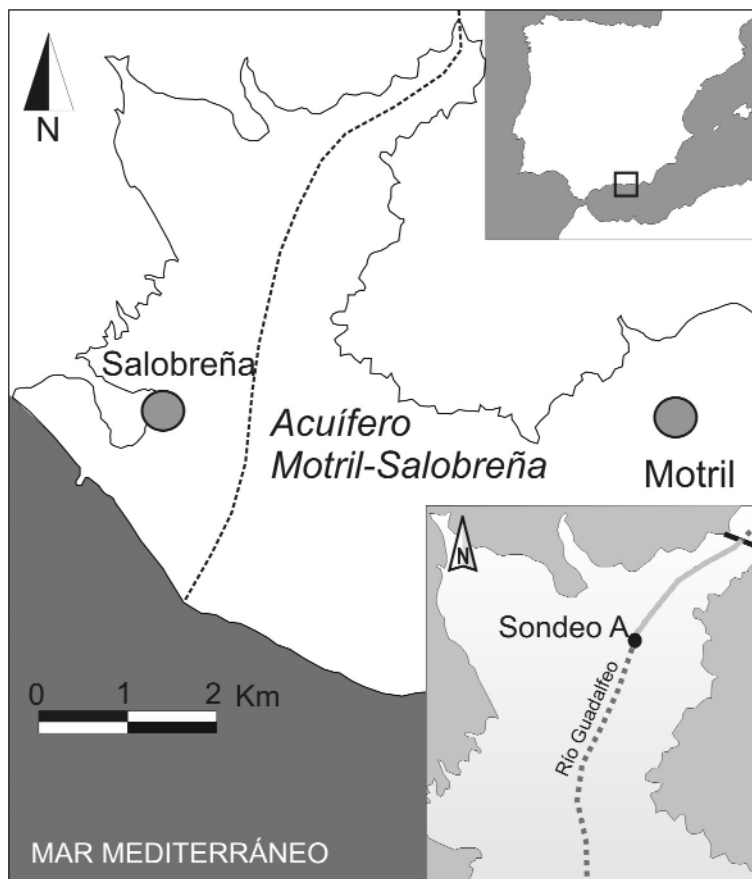 N
Salobreña
Acuífero
Motril-Salobreña
Motril
N
Sondeo A
Río Guadalfeo
0 1 2 Km
MAR MEDITERRÁNEO